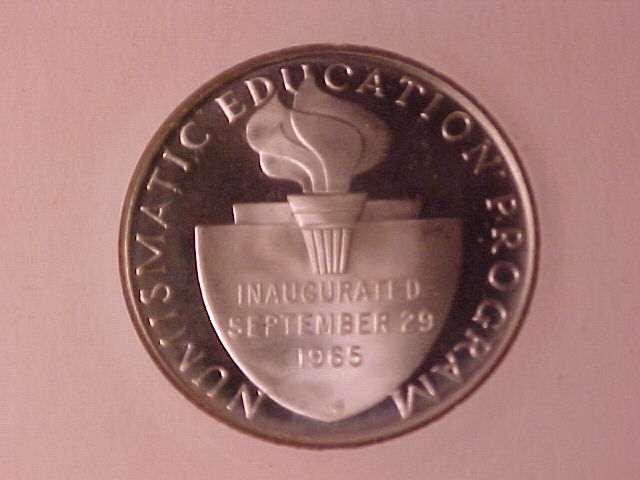 NUMISMATIC EDUCATION PROGRAM
INAUGURATED
SEPTEMBER 29
1965